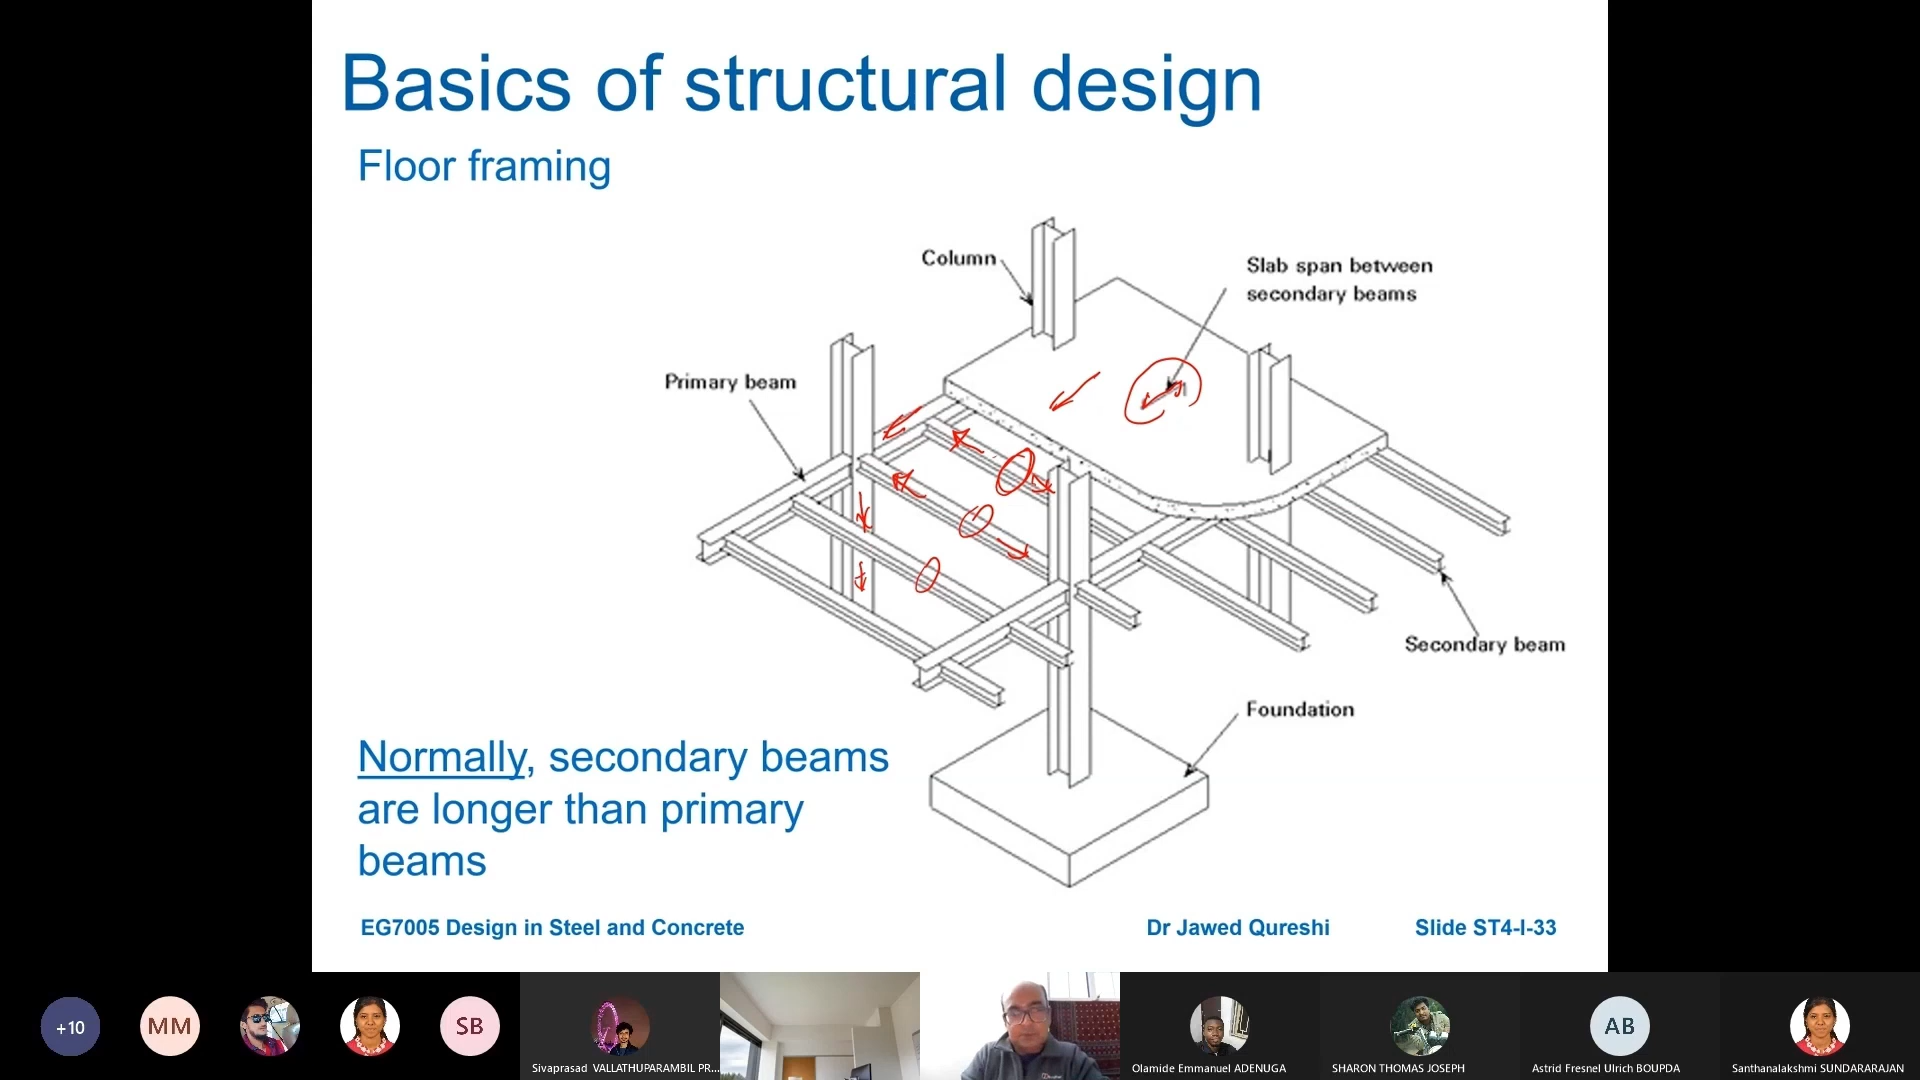 Basics of structural design
Floor framing
Column
Slab span between
secondary beams
Primary beam
Secondary beam
Foundation
Normally, secondary beams
are longer than primary
beams
EG7005 Design in Steel and Concrete
Dr Jawed Qureshi
Slide ST4-I-33
+10
MM
SB
AB
Sivaprasad VALLATHUPARAMBIL PR...
Olamide Emmanuel ADENUGA
SHARON THOMAS JOSEPH
Astrid Fresnel Ulrich BOUPDA
Santhanalakshmi SUNDARARAJAN